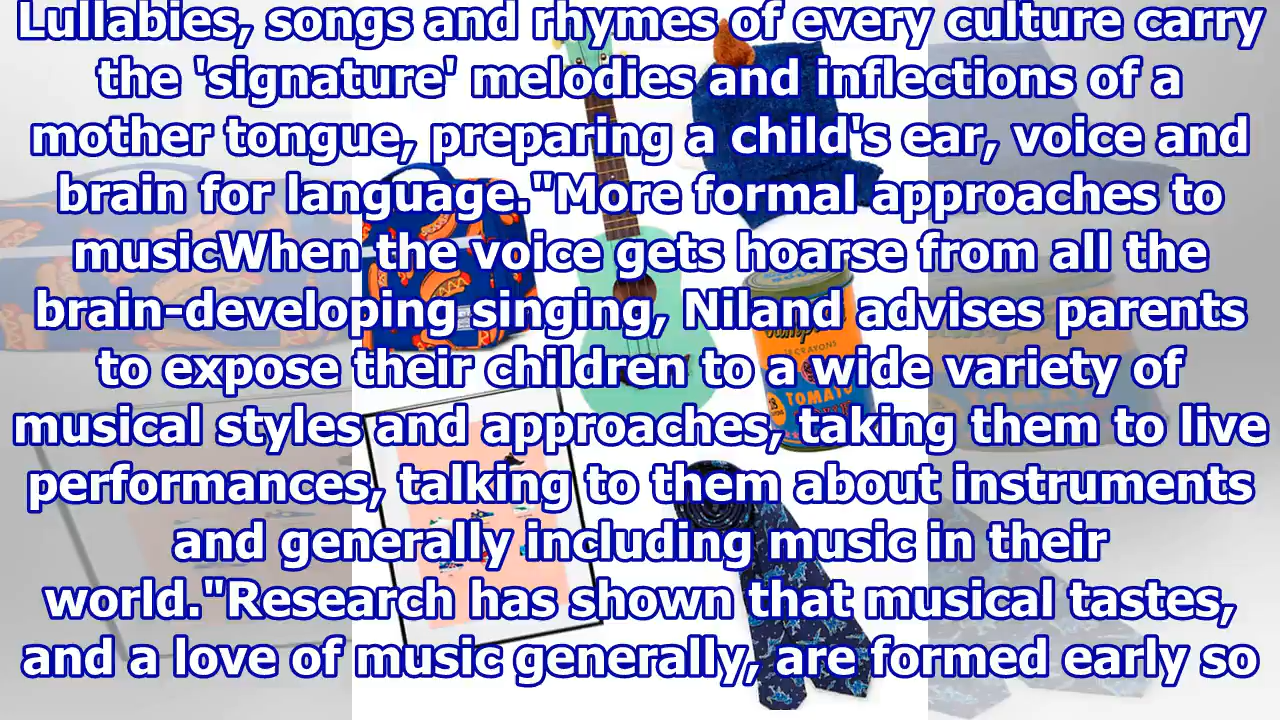 Lullabies, songs and rhymes of every culture carry
the 'signature' melodies and inflections of a
mother tongue, preparing a child's ear, voice and
brain for language."More formal approaches to
musicWhen the voice gets hoarse from all the
brain-developing singing, Niland advises parents
to expose their children to a wide variety of
musical styles and approaches, taking them to live
performances, talking to them about instruments
and generally including music in their
world."Research has shown that musical tastes,
and a love of music generally, are formed early so
CRAYONS
TOMATO